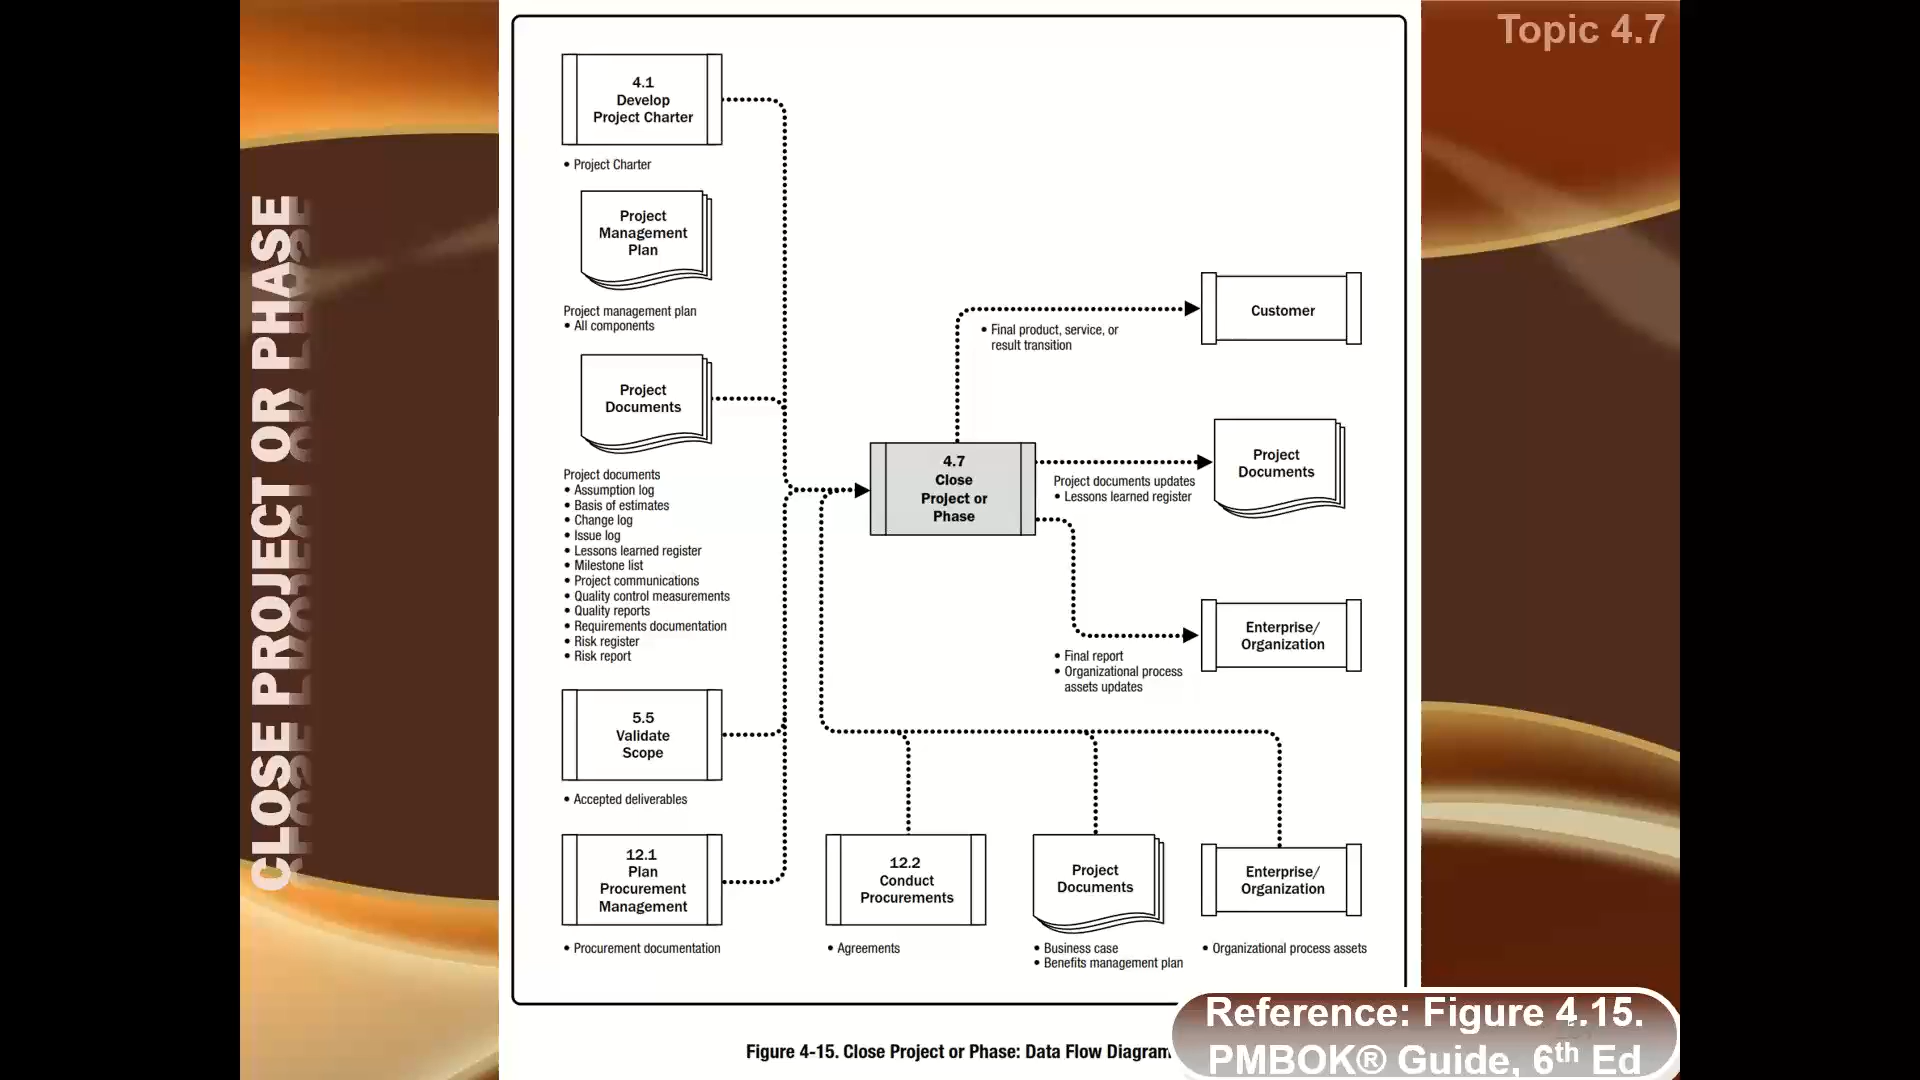 Topic 4.7
CLOSE PROJECT OR PHASE
4.1
Develop
Project Charter
• Project Charter
Project
Management
Plan
Project management plan
• All components
Project
Documents
Project documents
• Assumption log
• Basis of estimates
• Change log
• Issue log
• Lessons learned register
• Milestone list
• Project communications
• Quality control measurements
• Quality reports
• Requirements documentation
• Risk register
• Risk report
5.5
Validate
Scope
• Accepted deliverables
12.1
Plan
Procurement
Management
• Procurement documentation
4.7
Close
Project or
Phase
Customer
• Final product, service, or
result transition
Project
Documents
Project documents updates
• Lessons learned register
Enterprise/
Organization
• Final report
• Organizational process
assets updates
12.2
Conduct
Procurements
• Agreements
Project
Documents
• Business case
• Benefits management plan
Enterprise/
Organization
• Organizational process assets
Figure 4-15. Close Project or Phase: Data Flow Diagram
Reference: Figure 4.15.
PMBOK® Guide, 6th Ed